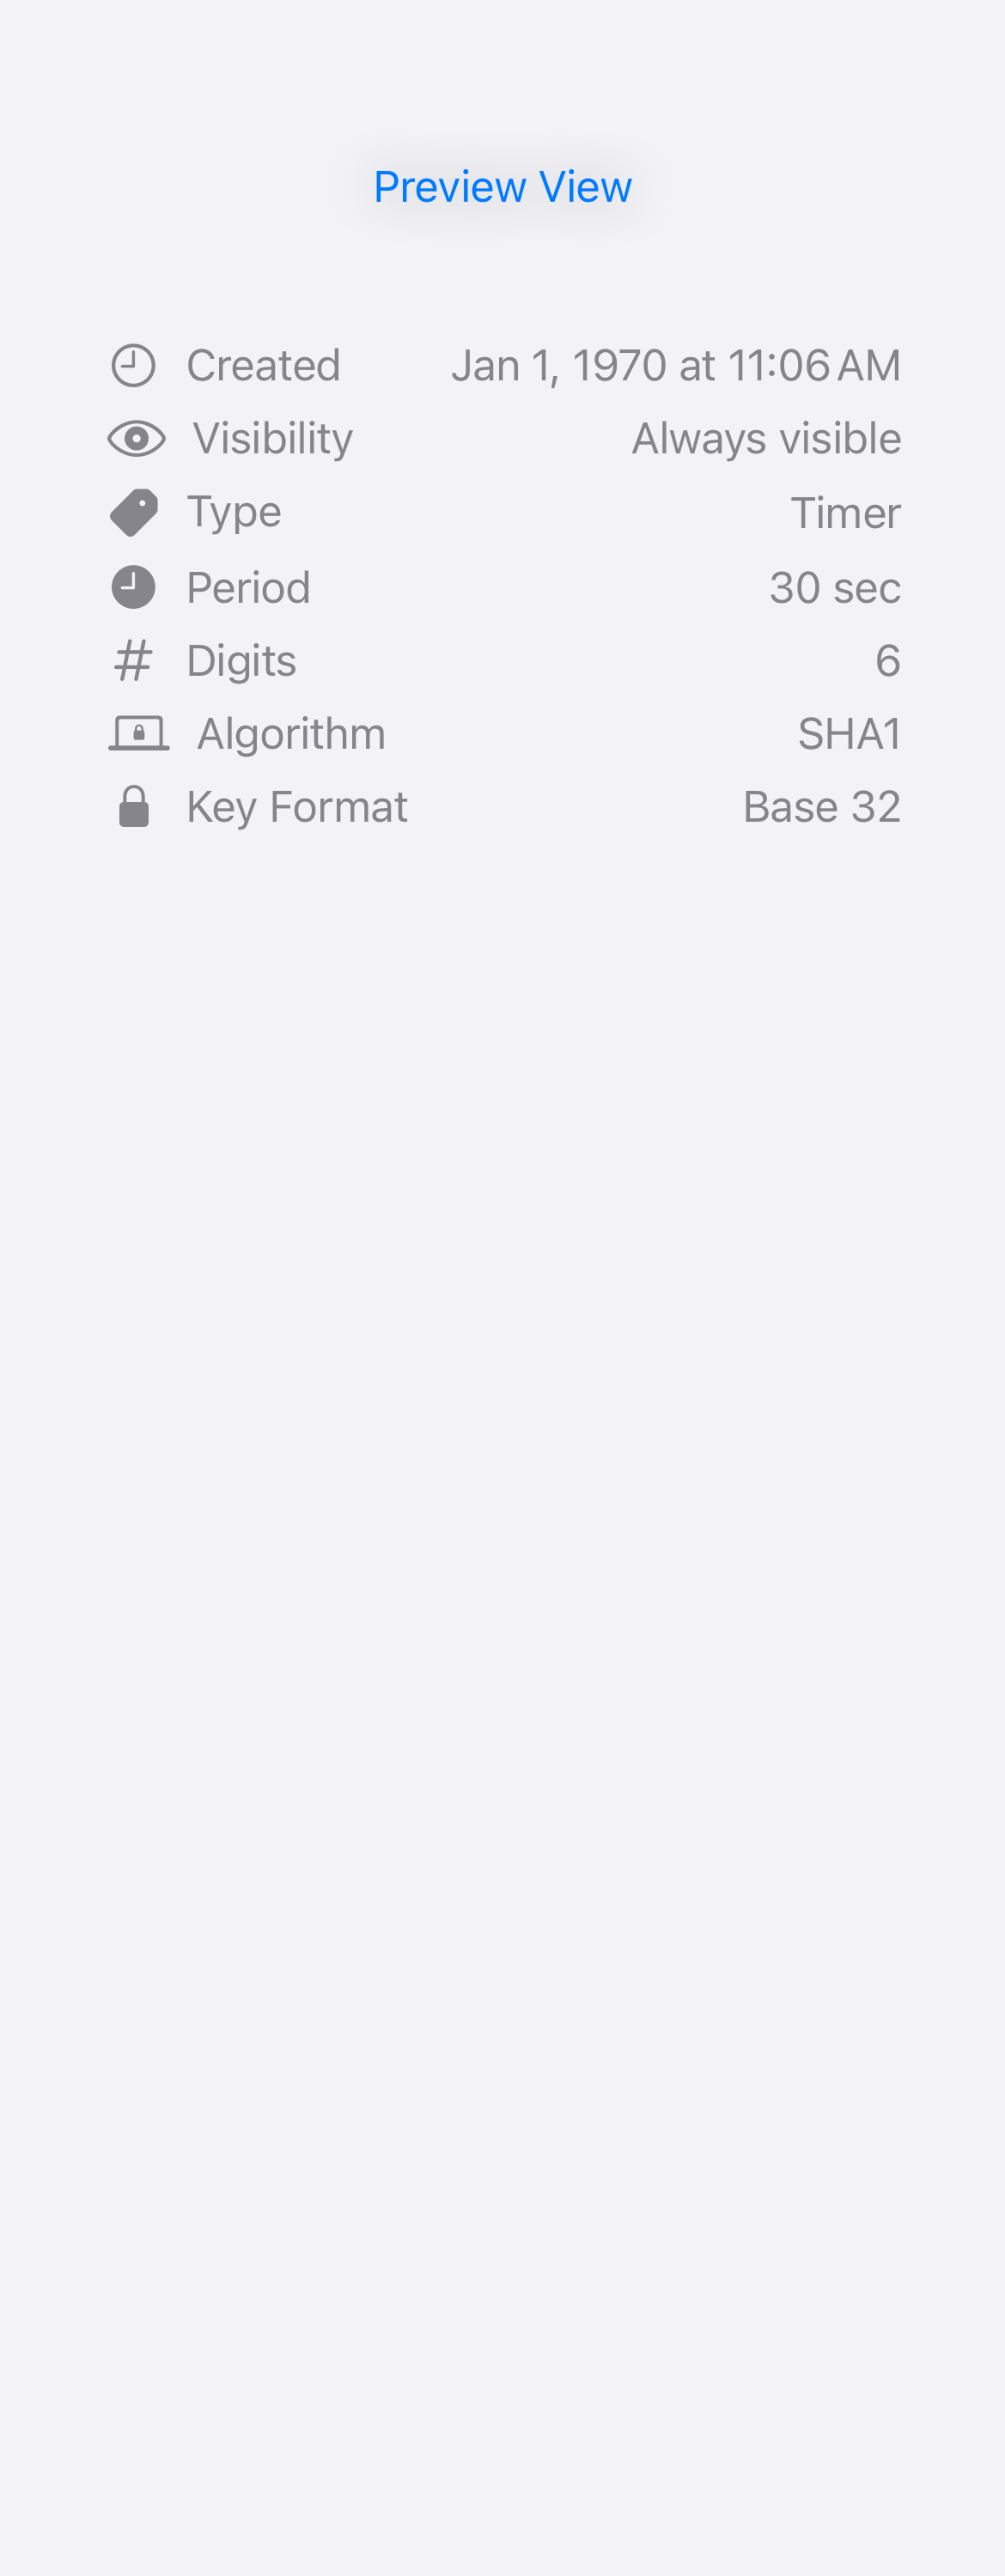 Preview View
Created Jan 1, 1970 at 11:06 AM
Visibility Always visible
Type Timer
Period 30 sec
Digits 6
Algorithm SHA1
Key Format Base 32